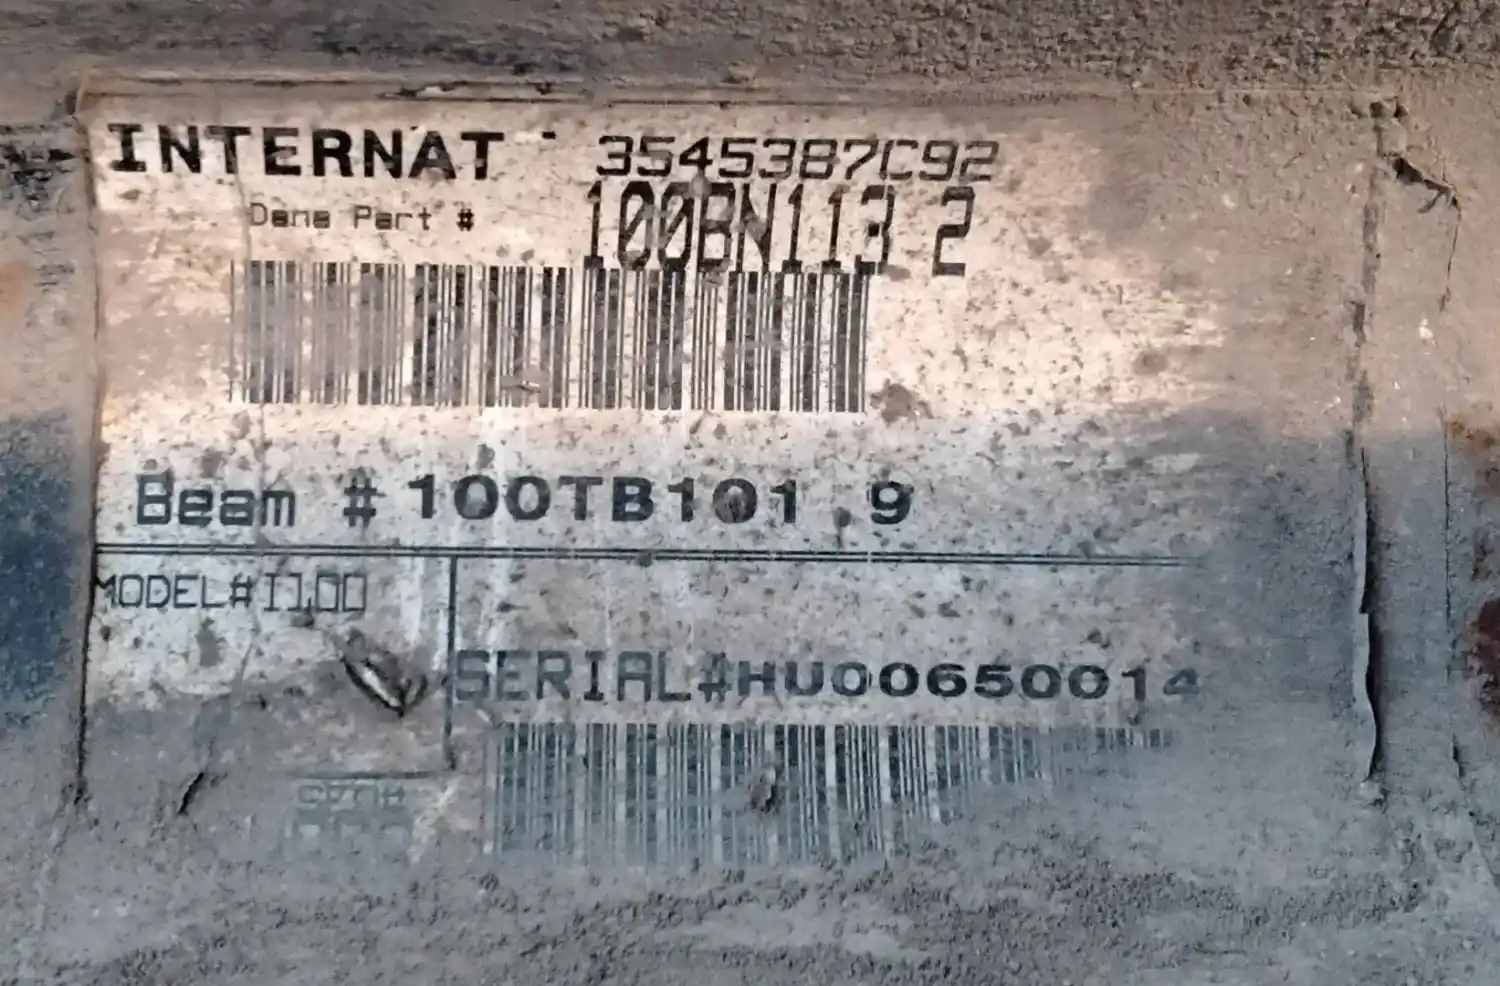 INTERNAT - 3545387C92
Dana Part # 100BN113 2
Beam #100TB101 9
MODEL#I100
SERIAL#HU00650014